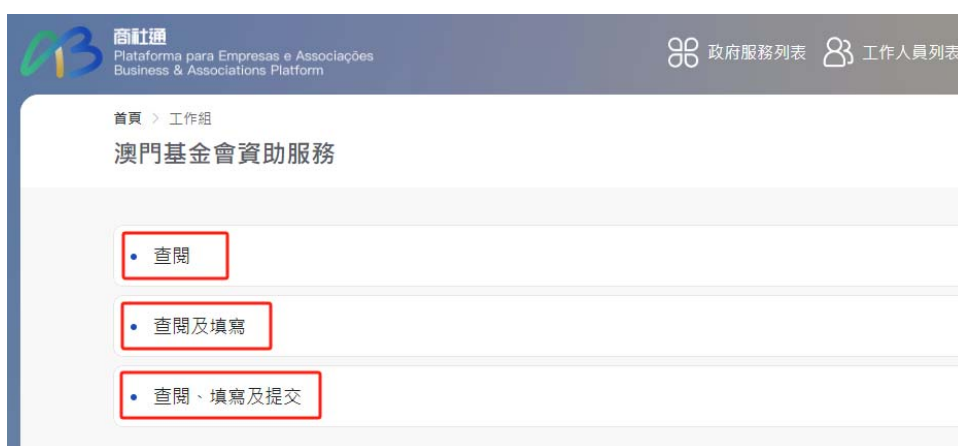 商社通
Plataforma para Empresas e Associações
Business & Associations Platform
政府服務列表
工作人員列表
首頁 > 工作組
澳門基金會資助服務
• 查閱
• 查閱及填寫
• 查閱、填寫及提交